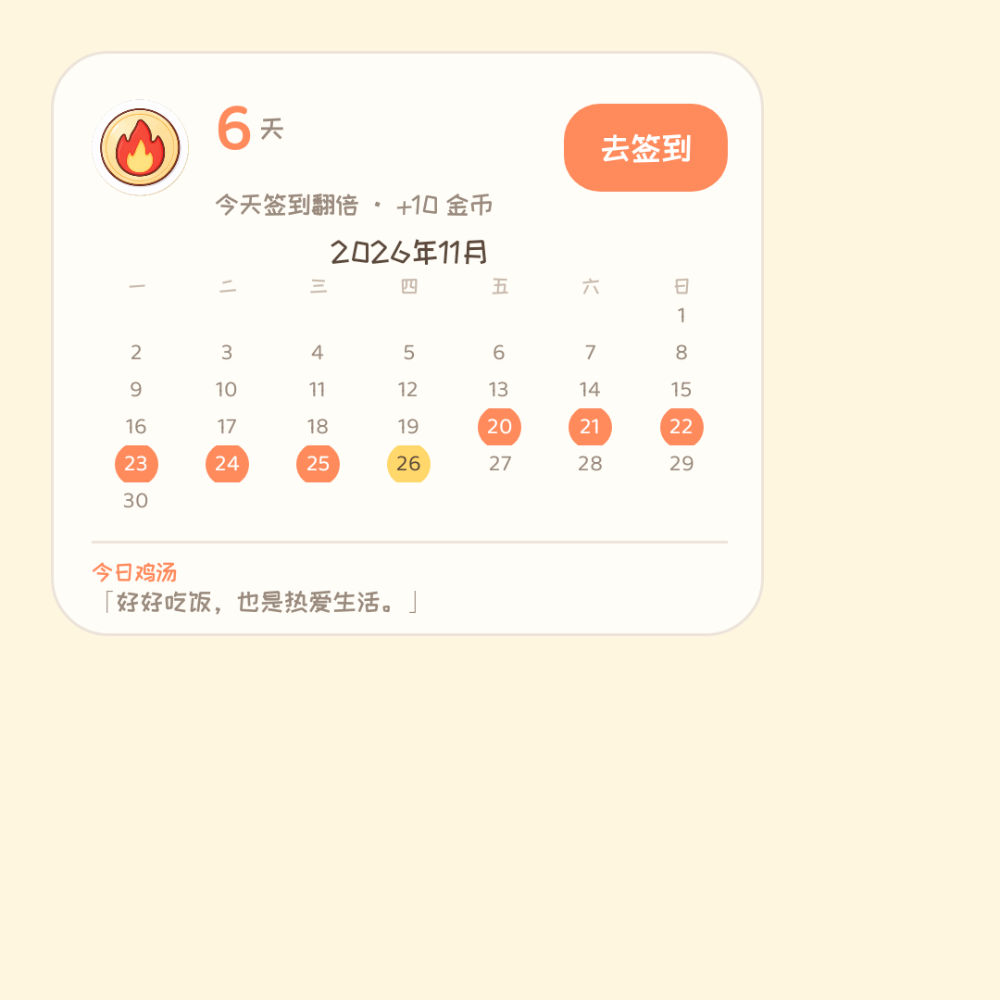 6 天
去签到
今天签到翻倍 · +10 金币
2026年11月
一 二 三 四 五 六 日
1
2 3 4 5 6 7 8
9 10 11 12 13 14 15
16 17 18 19 20 21 22
23 24 25 26 27 28 29
30
今日鸡汤
「好好吃饭，也是热爱生活。」